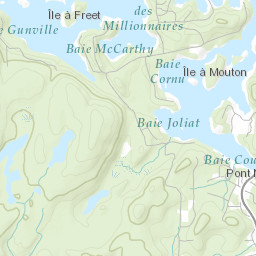 Île à Freet
des
Millionnaires
Gunville
Baie McCarthy
Baie
Cornu
Île à Mouton
Baie Joliat
Baie Cou
Pont